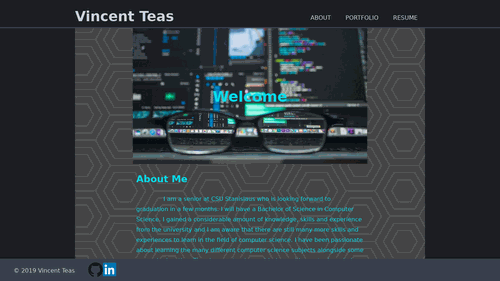 Vincent Teas
ABOUT PORTFOLIO RESUME
Welcome
About Me
I am a senior at CSU Stanislaus who is looking forward to
graduation in a few months. I will have a Bachelor of Science in Computer
Science. I gained a considerable amount of knowledge, skills and experience
from the university and I am aware that there are still many more skills and
experiences to learn in the field of computer science. I have been passionate
about learning the many different computer science subjects alongside some
© 2019 Vincent Teas
in